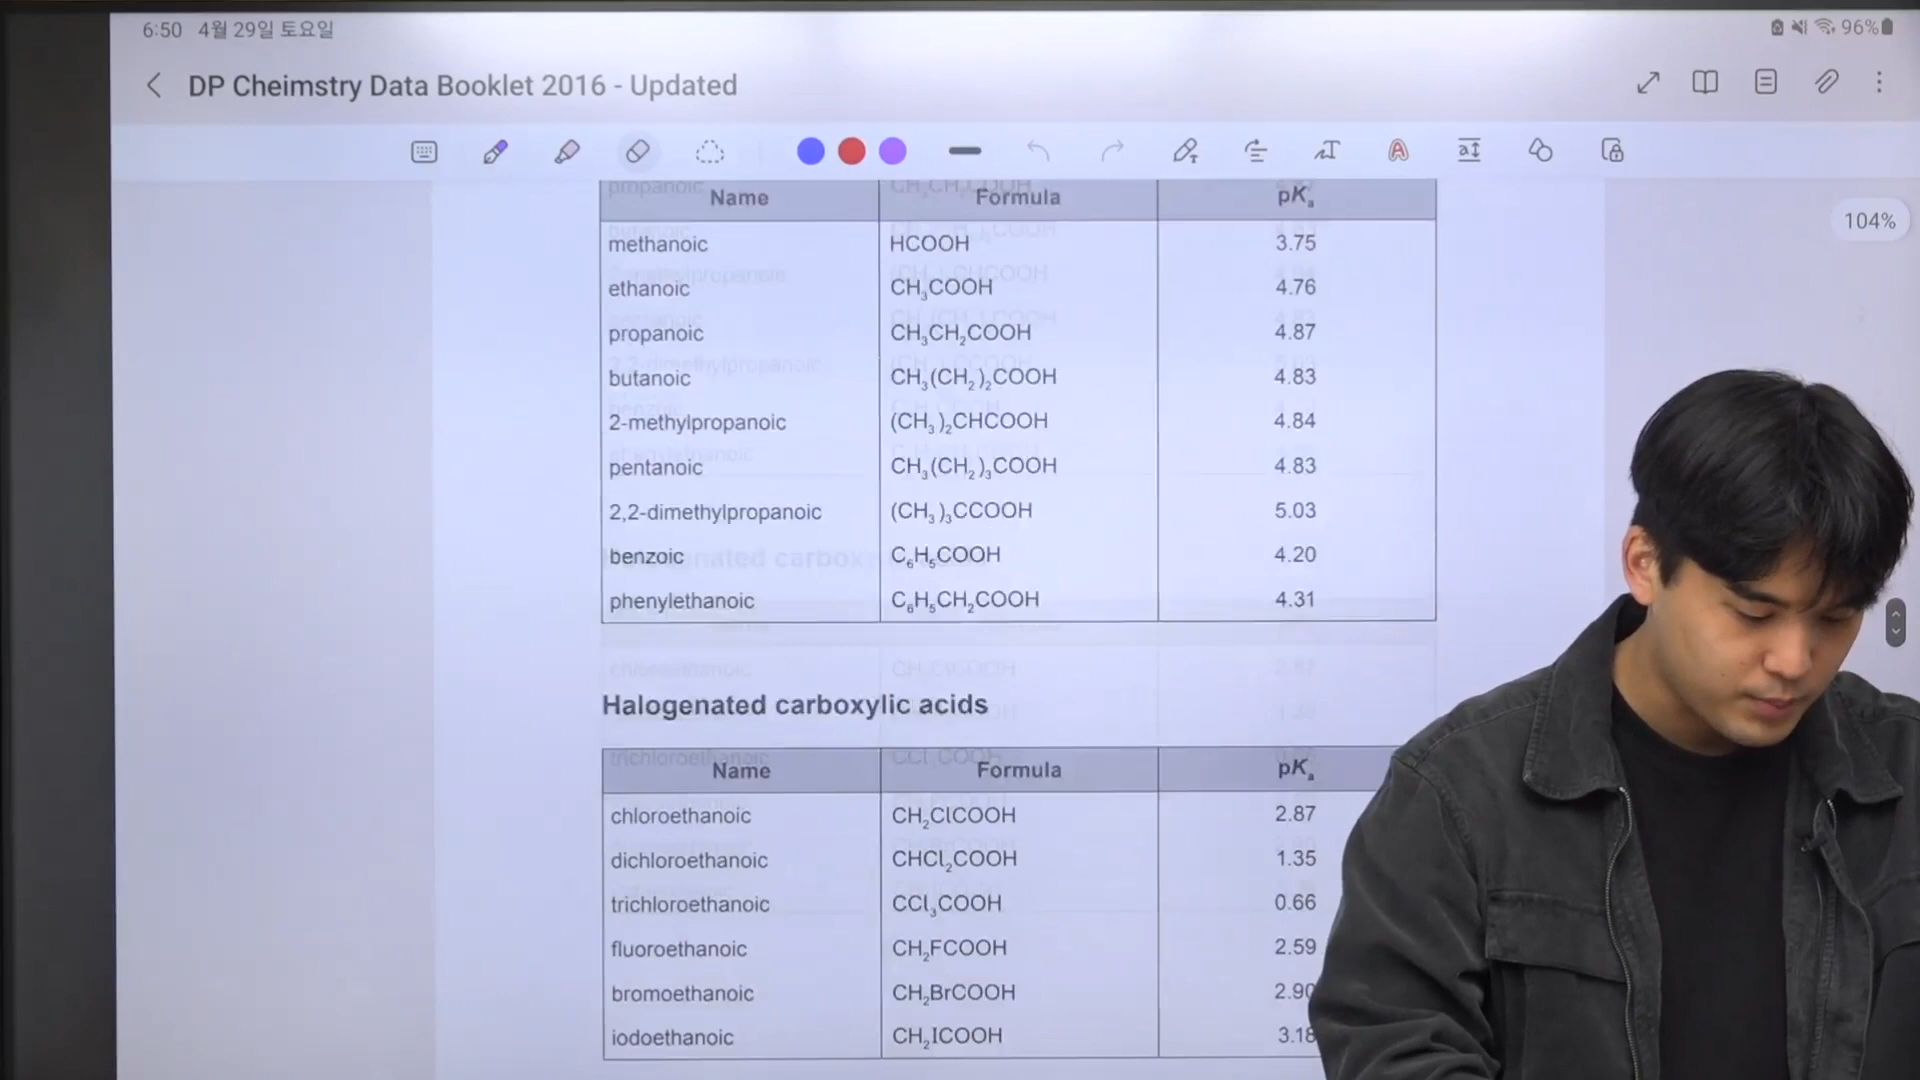 6:50 4월 29일 토요일
96%
DP Cheimstry Data Booklet 2016 - Updated
104%
Name Formula pKₐ
methanoic HCOOH 3.75
ethanoic CH₃COOH 4.76
propanoic CH₃CH₂COOH 4.87
butanoic CH₃(CH₂)₂COOH 4.83
2-methylpropanoic (CH₃)₂CHCOOH 4.84
pentanoic CH₃(CH₂)₃COOH 4.83
2,2-dimethylpropanoic (CH₃)₃CCOOH 5.03
benzoic C₆H₅COOH 4.20
phenylethanoic C₆H₅CH₂COOH 4.31
Halogenated carboxylic acids
Name Formula pKₐ
chloroethanoic CH₂ClCOOH 2.87
dichloroethanoic CHCl₂COOH 1.35
trichloroethanoic CCl₃COOH 0.66
fluoroethanoic CH₂FCOOH 2.59
bromoethanoic CH₂BrCOOH 2.90
iodoethanoic CH₂ICOOH 3.18